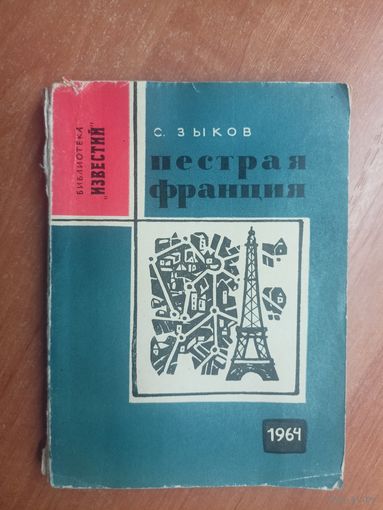 БИБЛИОТЕКА
„ИЗВЕСТИЙ"
С. ЗЫКОВ
пестрая
франция
1964